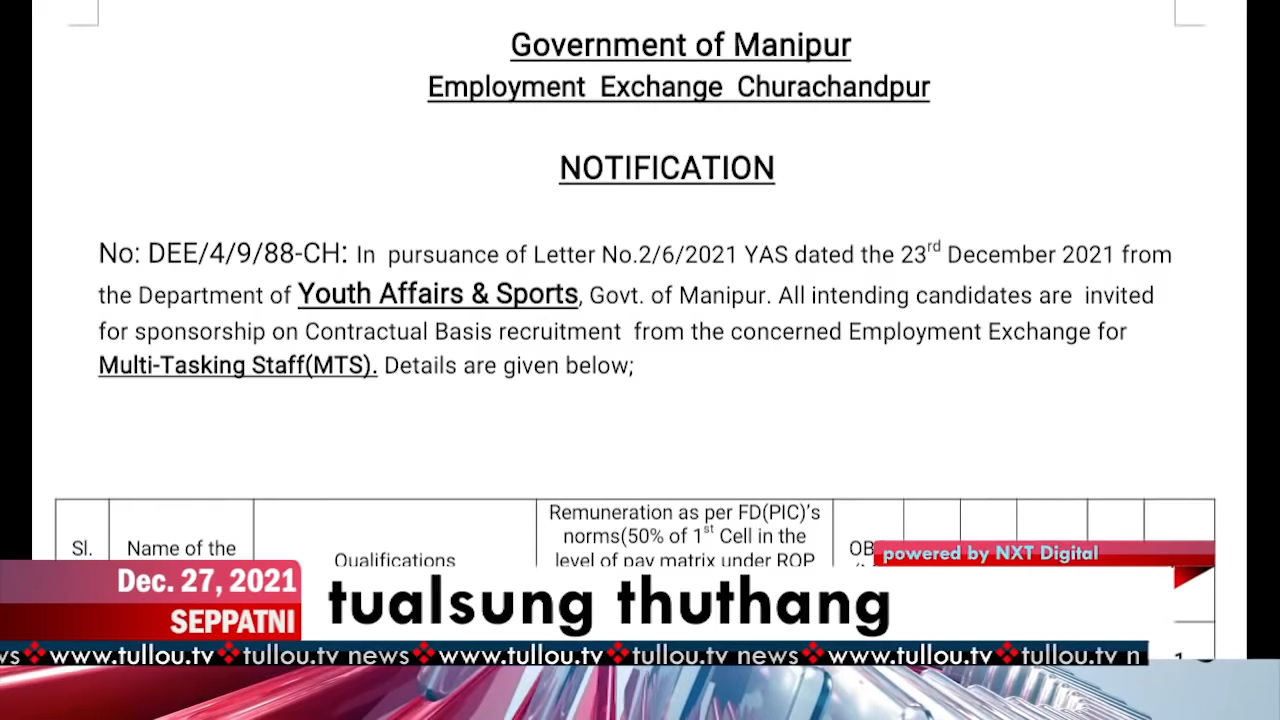 Government of Manipur
Employment Exchange Churachandpur
NOTIFICATION
No: DEE/4/9/88-CH: In pursuance of Letter No.2/6/2021 YAS dated the 23rd December 2021 from
the Department of Youth Affairs & Sports, Govt. of Manipur. All intending candidates are invited
for sponsorship on Contractual Basis recruitment from the concerned Employment Exchange for
Multi-Tasking Staff(MTS). Details are given below;
Remuneration as per FD(PIC)'s
norms(50% of 1st Cell in the
level of pay matrix under ROP
Sl.
Name of the
Qualifications
OB
powered by NXT Digital
Dec. 27, 2021
SEPPATNI
tualsung thuthang
www.tullou.tv tullou.tv news www.tullou.tv tullou.tv news www.tullou.tv tullou.tv n